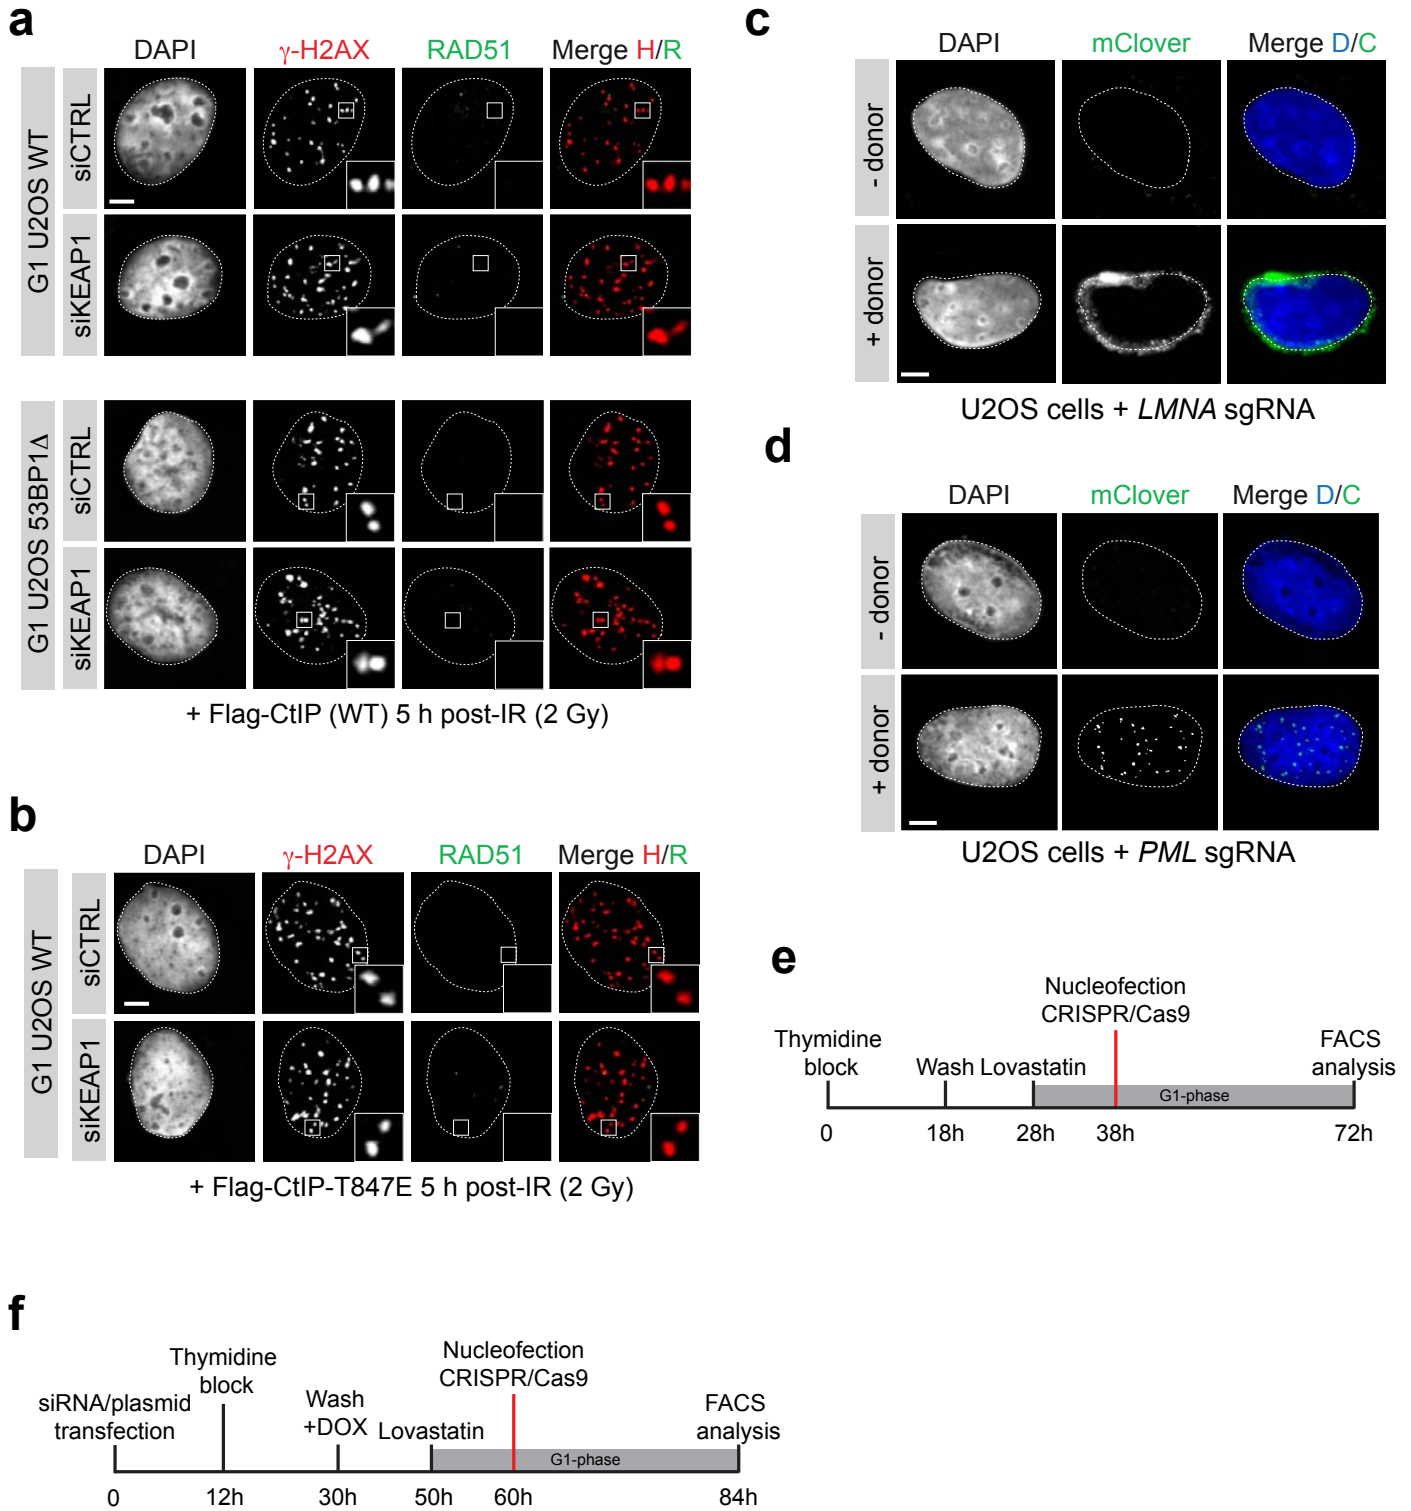 a
DAPI γ-H2AX RAD51 Merge H/R
G1 U2OS WT
siCTRL
siKEAP1
G1 U2OS 53BP1Δ
siCTRL
siKEAP1
+ Flag-CtIP (WT) 5 h post-IR (2 Gy)
b
DAPI γ-H2AX RAD51 Merge H/R
G1 U2OS WT
siCTRL
siKEAP1
+ Flag-CtIP-T847E 5 h post-IR (2 Gy)
c
DAPI mClover Merge D/C
- donor
+ donor
U2OS cells + LMNA sgRNA
d
DAPI mClover Merge D/C
- donor
+ donor
U2OS cells + PML sgRNA
e
Nucleofection
CRISPR/Cas9
Thymidine
block
Wash Lovastatin
FACS
analysis
G1-phase
0 18h 28h 38h 72h
f
siRNA/plasmid
transfection
Thymidine
block
Wash
+DOX
Lovastatin
Nucleofection
CRISPR/Cas9
FACS
analysis
G1-phase
0 12h 30h 50h 60h 84h